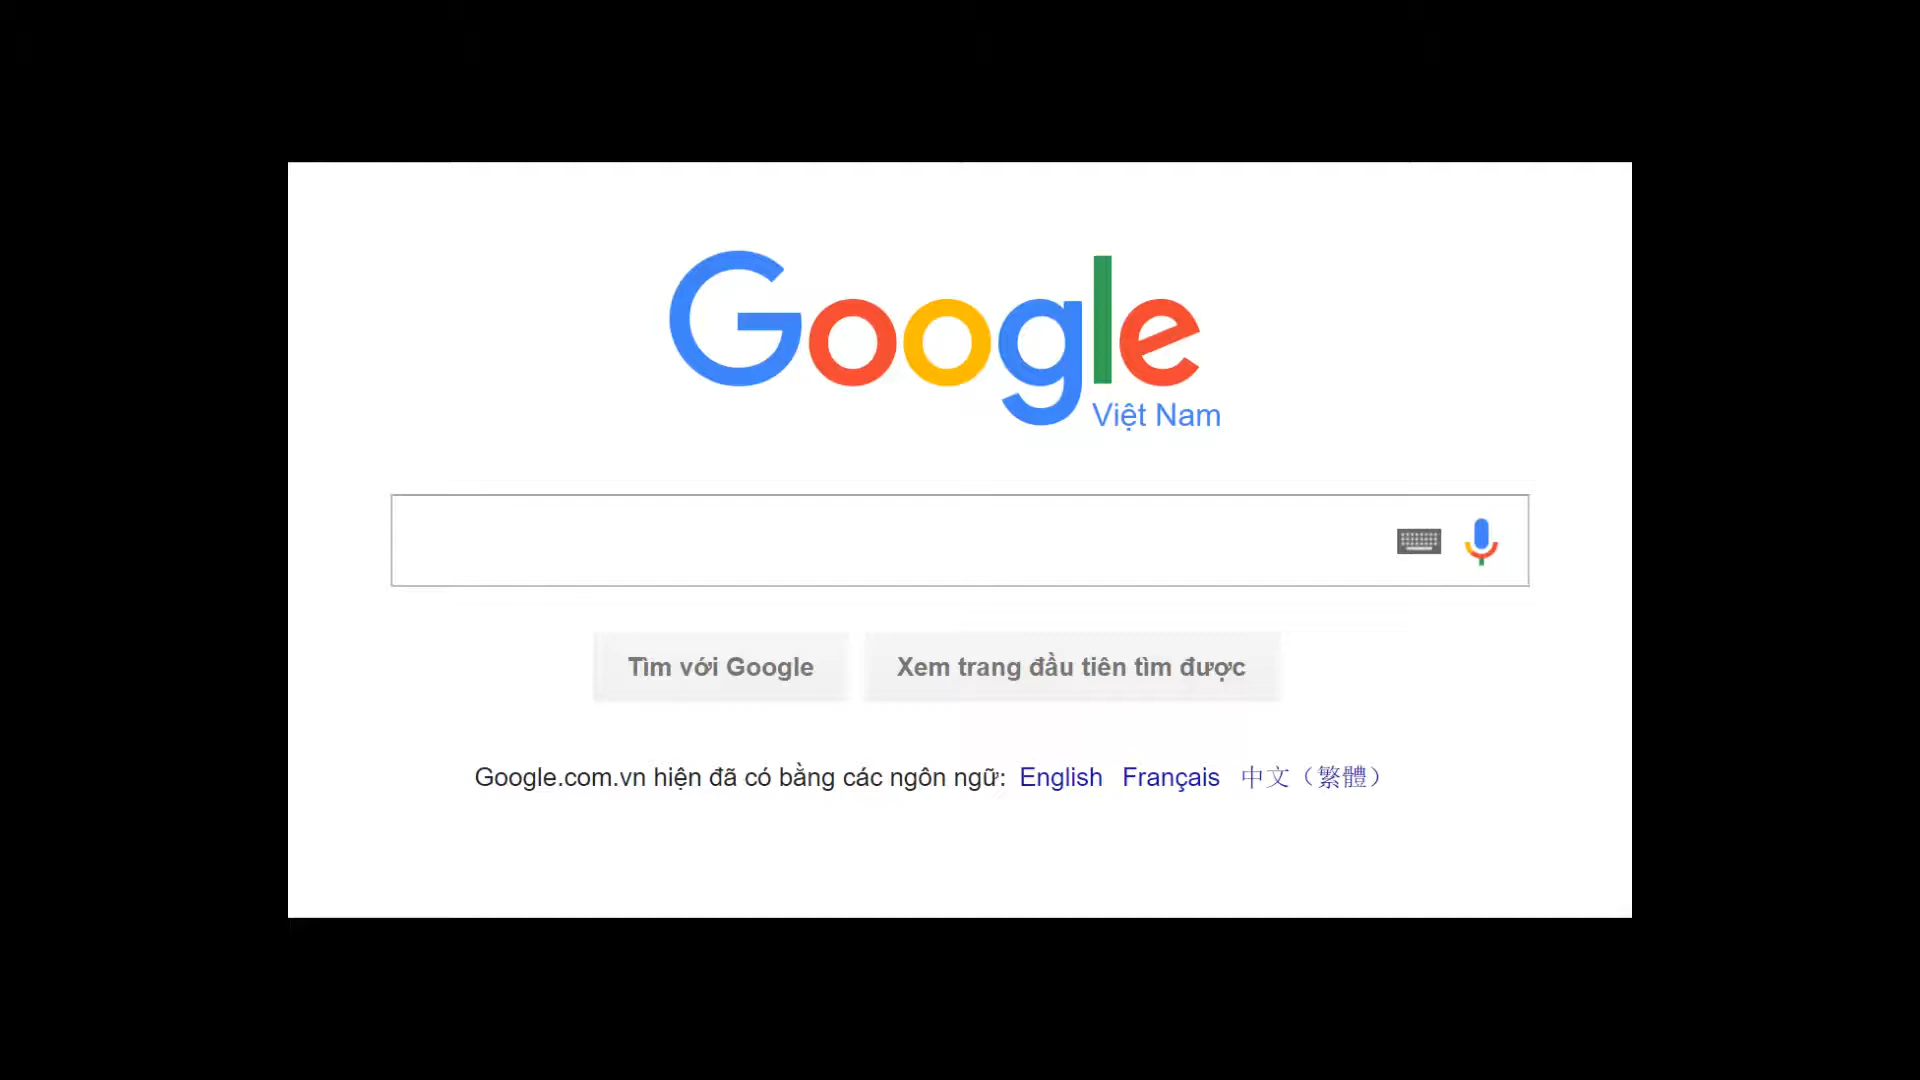 Google
Việt Nam
Tìm với Google
Xem trang đầu tiên tìm được
Google.com.vn hiện đã có bằng các ngôn ngữ: English Français 中文（繁體）